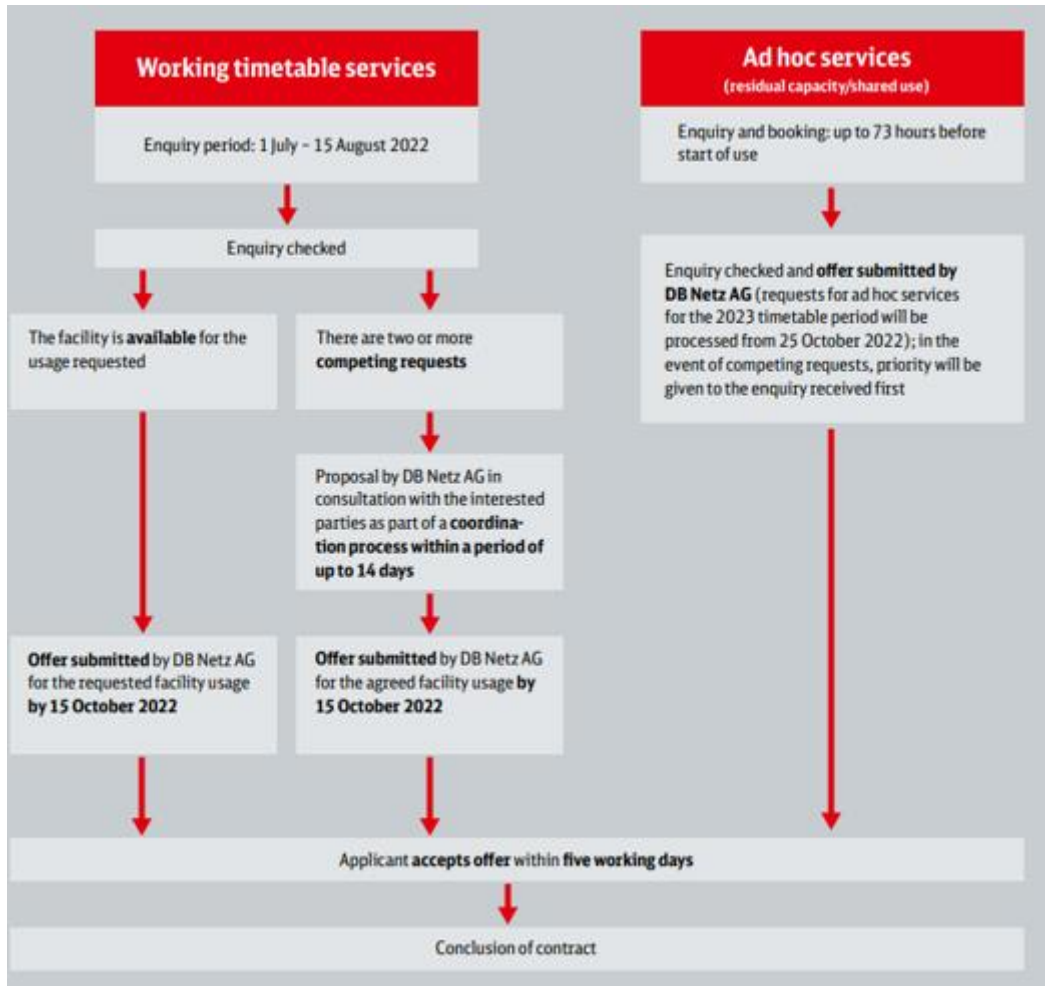 Working timetable services
Enquiry period: 1 July – 15 August 2022
Enquiry checked
The facility is available for the
usage requested
There are two or more
competing requests
Proposal by DB Netz AG in
consultation with the interested
parties as part of a coordina-
tion process within a period of
up to 14 days
Offer submitted by DB Netz AG
for the requested facility usage
by 15 October 2022
Offer submitted by DB Netz AG
for the agreed facility usage by
15 October 2022
Ad hoc services
(residual capacity/shared use)
Enquiry and booking: up to 73 hours before
start of use
Enquiry checked and offer submitted by
DB Netz AG (requests for ad hoc services
for the 2023 timetable period will be
processed from 25 October 2022); in the
event of competing requests, priority will be
given to the enquiry received first
Applicant accepts offer within five working days
Conclusion of contract